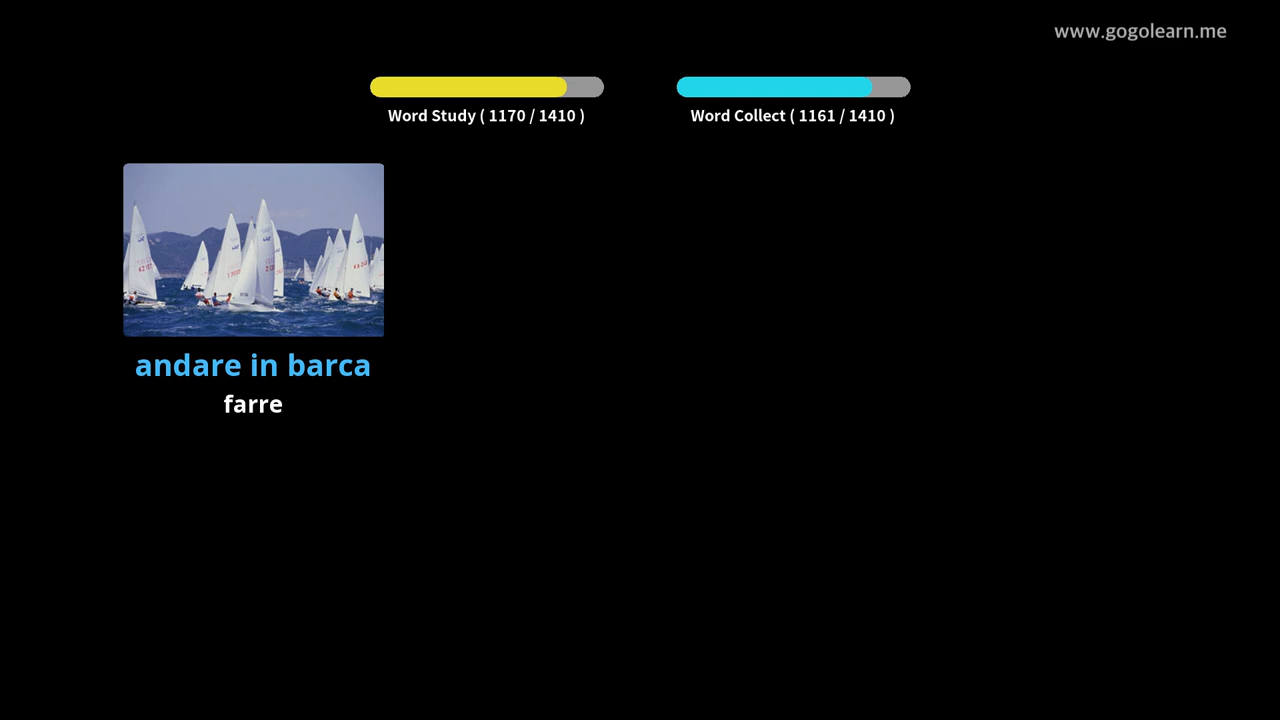 www.gogolearn.me
Word Study ( 1170 / 1410 )
Word Collect ( 1161 / 1410 )
andare in barca
farre